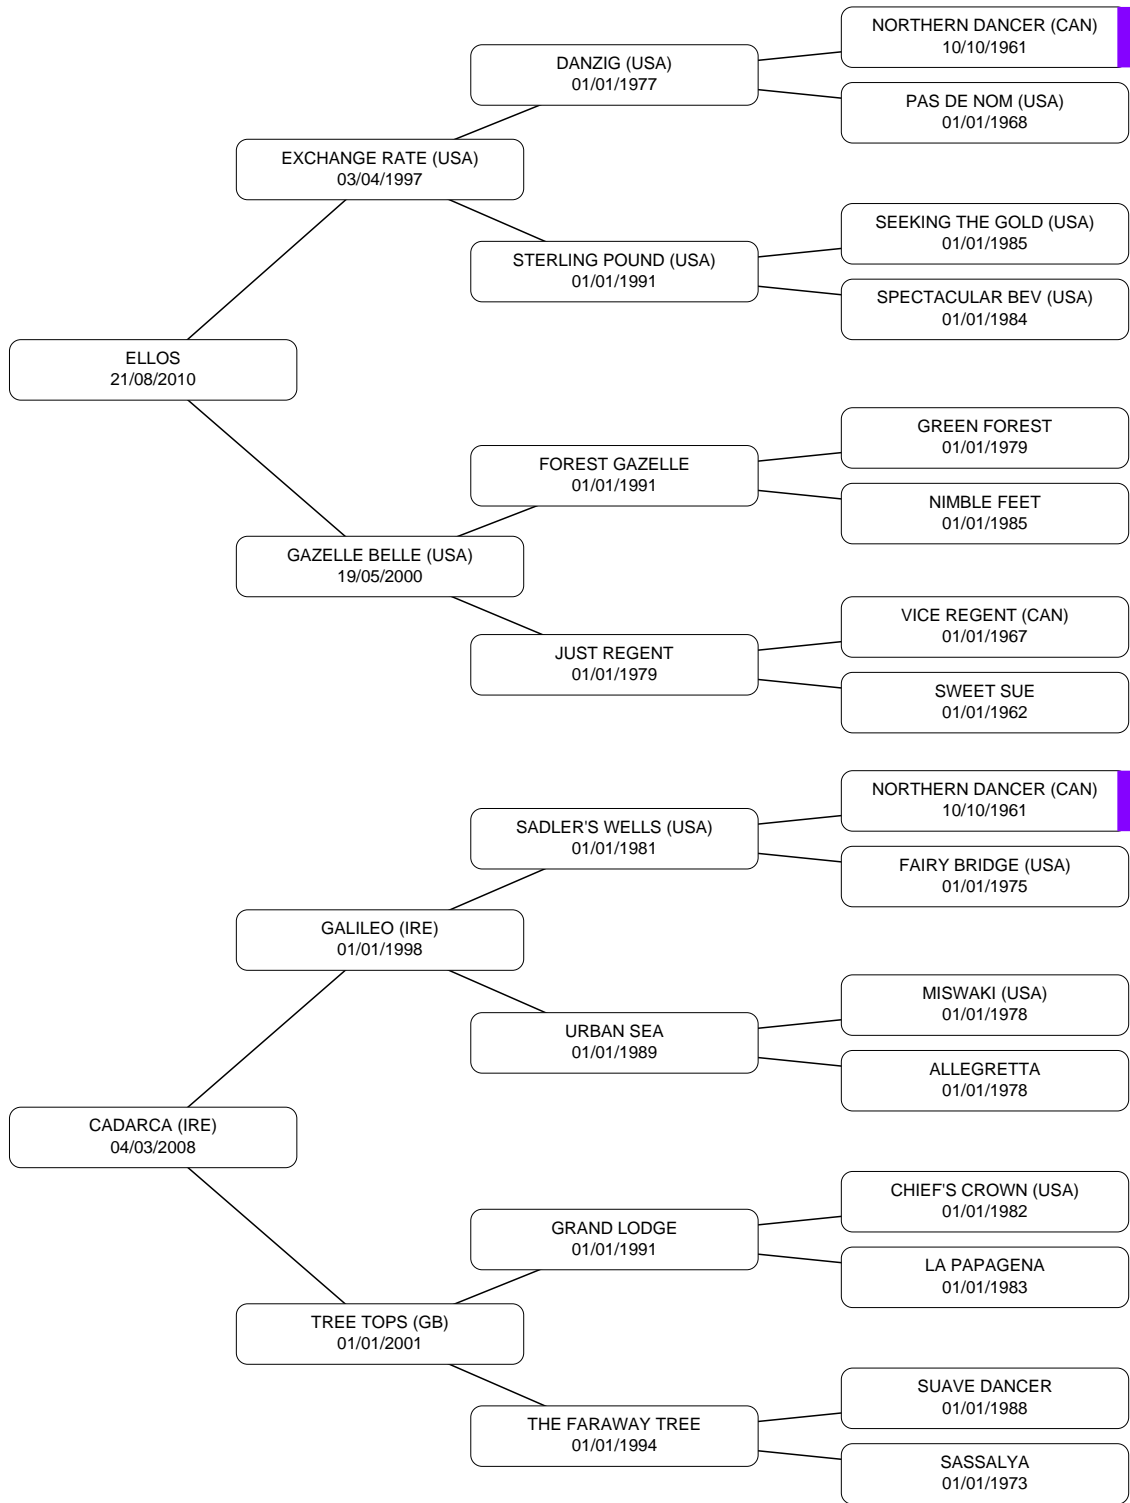 NORTHERN DANCER (CAN)
10/10/1961
DANZIG (USA)
01/01/1977
PAS DE NOM (USA)
01/01/1968
EXCHANGE RATE (USA)
03/04/1997
SEEKING THE GOLD (USA)
01/01/1985
STERLING POUND (USA)
01/01/1991
SPECTACULAR BEV (USA)
01/01/1984
ELLOS
21/08/2010
GREEN FOREST
01/01/1979
FOREST GAZELLE
01/01/1991
NIMBLE FEET
01/01/1985
GAZELLE BELLE (USA)
19/05/2000
VICE REGENT (CAN)
01/01/1967
JUST REGENT
01/01/1979
SWEET SUE
01/01/1962
NORTHERN DANCER (CAN)
10/10/1961
SADLER'S WELLS (USA)
01/01/1981
FAIRY BRIDGE (USA)
01/01/1975
GALILEO (IRE)
01/01/1998
MISWAKI (USA)
01/01/1978
URBAN SEA
01/01/1989
ALLEGRETTA
01/01/1978
CADARCA (IRE)
04/03/2008
CHIEF'S CROWN (USA)
01/01/1982
GRAND LODGE
01/01/1991
LA PAPAGENA
01/01/1983
TREE TOPS (GB)
01/01/2001
SUAVE DANCER
01/01/1988
THE FARAWAY TREE
01/01/1994
SASSALYA
01/01/1973